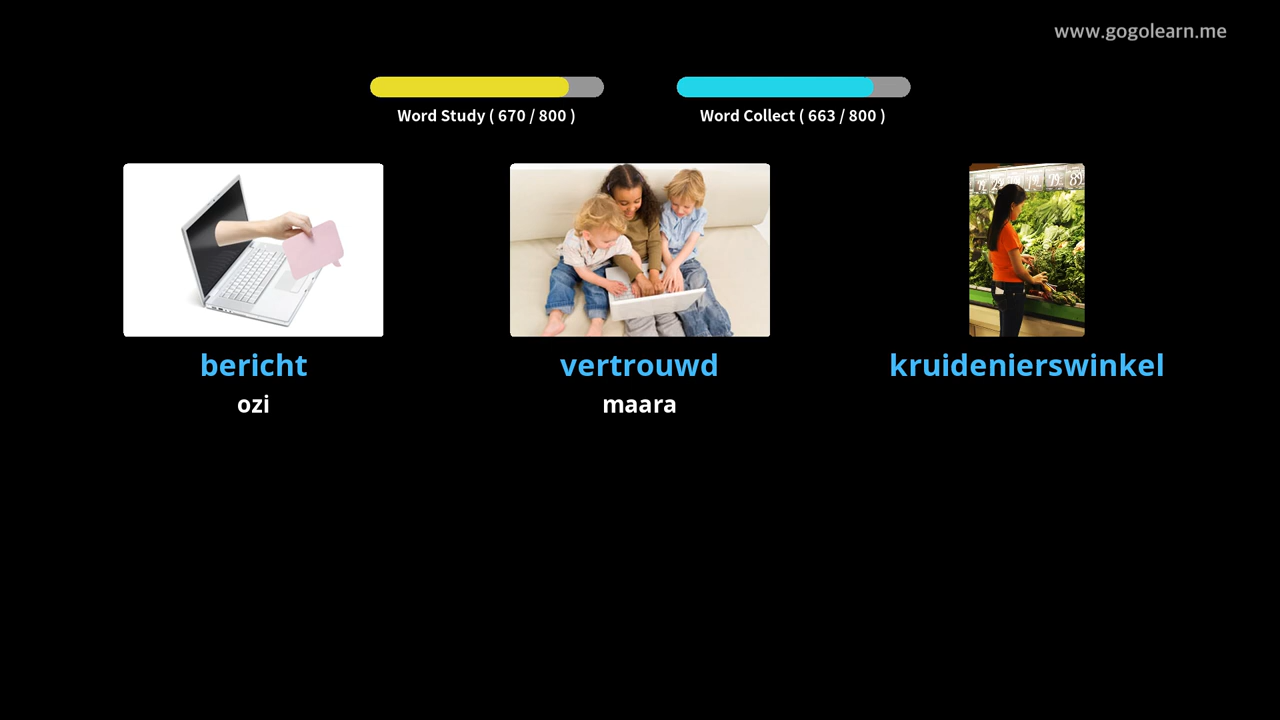 www.gogolearn.me
Word Study ( 670 / 800 )
Word Collect ( 663 / 800 )
bericht
vertrouwd
kruidenierswinkel
ozi
maara